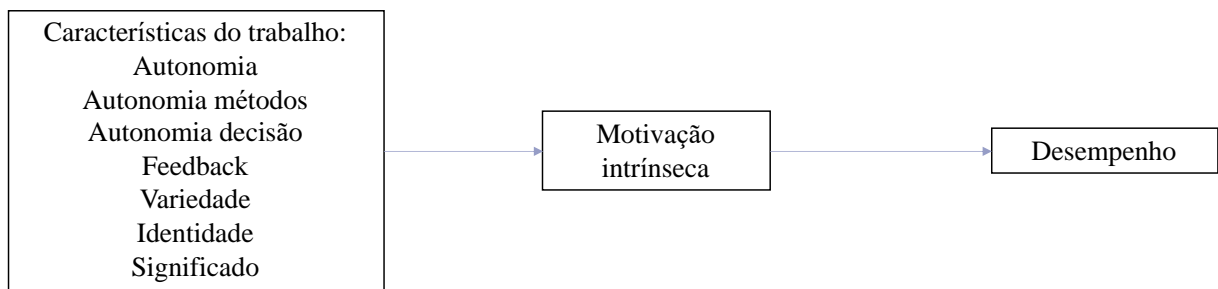 Características do trabalho:
Autonomia
Autonomia métodos
Autonomia decisão
Feedback
Variedade
Identidade
Significado
Motivação
intrínseca
Desempenho